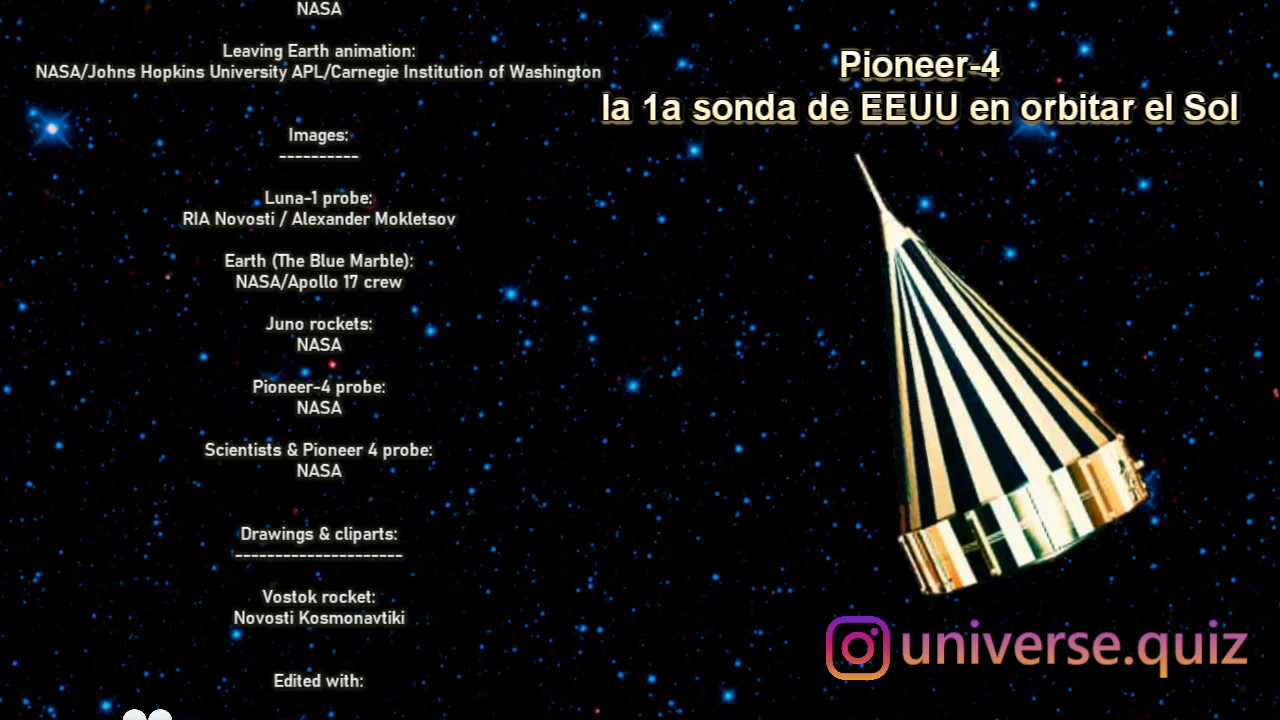 NASA
Leaving Earth animation:
NASA/Johns Hopkins University APL/Carnegie Institution of Washington
Images:
----------
Luna-1 probe:
RIA Novosti / Alexander Mokletsov
Earth (The Blue Marble):
NASA/Apollo 17 crew
Juno rockets:
NASA
Pioneer-4 probe:
NASA
Scientists & Pioneer 4 probe:
NASA
Drawings & cliparts:
---------------------
Vostok rocket:
Novosti Kosmonavtiki
Edited with:
Pioneer-4
la 1a sonda de EEUU en orbitar el Sol
universe.quiz